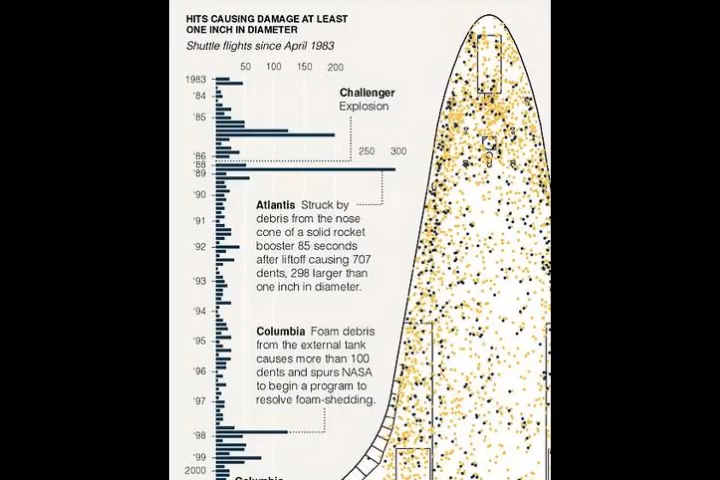 HITS CAUSING DAMAGE AT LEAST
ONE INCH IN DIAMETER
Shuttle flights since April 1983
50 100 150 200
1983
'84
'85
'86
'88
'89
'90
'91
'92
'93
'94
'95
'96
'97
'98
'99
2000
Challenger
Explosion
250 300
Atlantis Struck by
debris from the nose
cone of a solid rocket
booster 85 seconds
after liftoff causing 707
dents, 298 larger than
one inch in diameter.
Columbia Foam debris
from the external tank
causes more than 100
dents and spurs NASA
to begin a program to
resolve foam-shedding.
Columbia